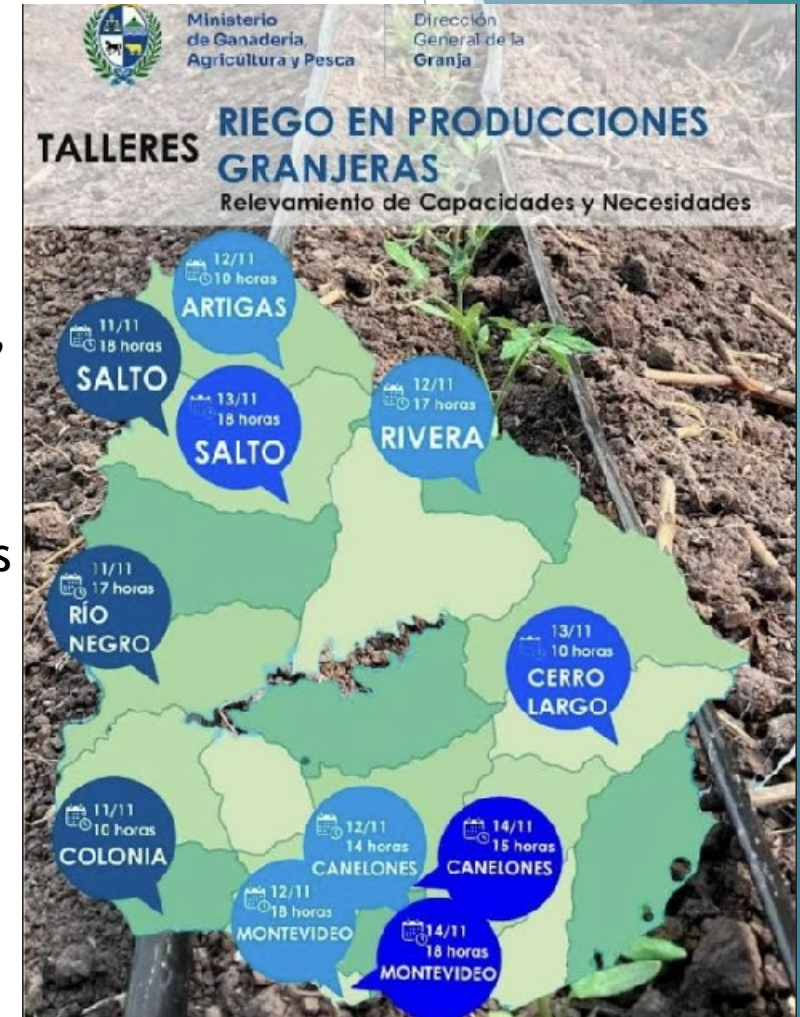 Ministerio
de Ganadería,
Agricultura y Pesca
Dirección
General de la
Granja
TALLERES
RIEGO EN PRODUCCIONES
GRANJERAS
Relevamiento de Capacidades y Necesidades
12/11
10 horas
ARTIGAS
11/11
18 horas
SALTO
13/11
18 horas
SALTO
12/11
17 horas
RIVERA
,
s
11/11
17 horas
RÍO
NEGRO
13/11
10 horas
CERRO
LARGO
11/11
10 horas
COLONIA
12/11
14 horas
CANELONES
14/11
15 horas
CANELONES
12/11
18 horas
MONTEVIDEO
14/11
18 horas
MONTEVIDEO